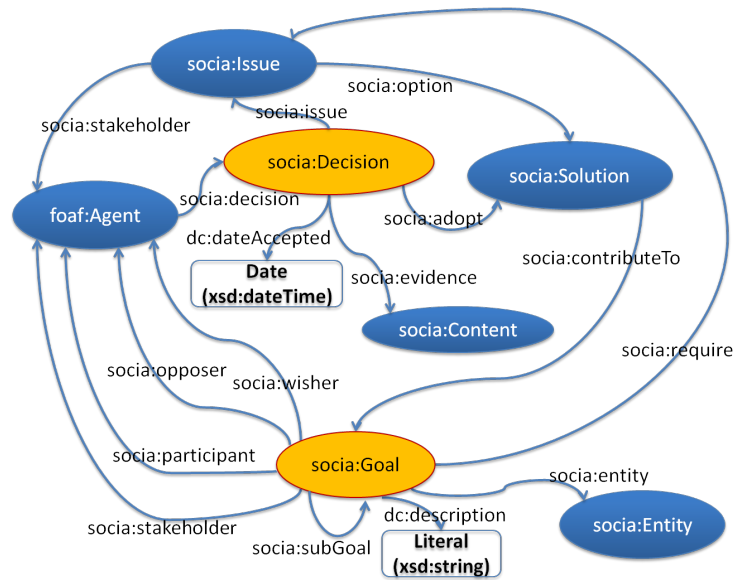 socia:Issue
socia:option
socia:issue
socia:stakeholder
socia:Decision
socia:Solution
socia:decision
foaf:Agent
socia:adopt
dc:dateAccepted
socia:contributeTo
Date
(xsd:dateTime)
socia:evidence
socia:Content
socia:require
socia:opposer
socia:wisher
socia:participant
socia:Goal
socia:entity
socia:stakeholder
dc:description
socia:Entity
socia:subGoal
Literal
(xsd:string)